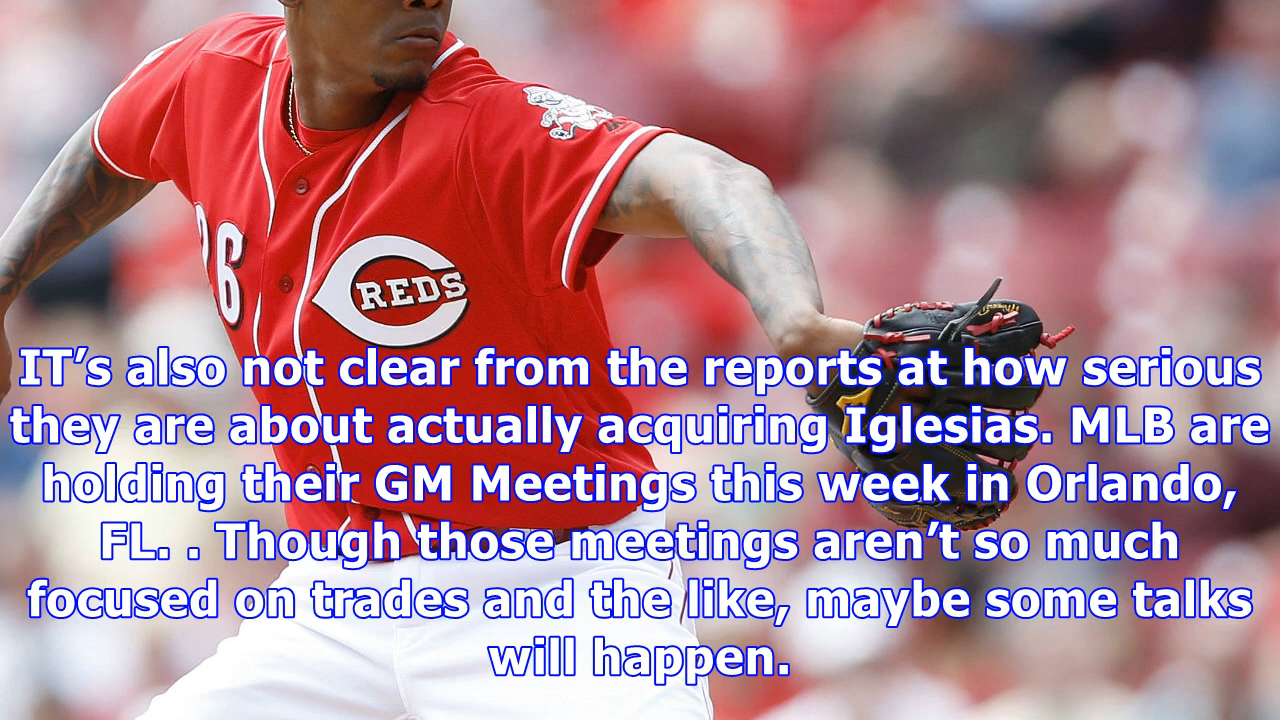 26
REDS
IT’s also not clear from the reports at how serious
they are about actually acquiring Iglesias. MLB are
holding their GM Meetings this week in Orlando,
FL. . Though those meetings aren’t so much
focused on trades and the like, maybe some talks
will happen.